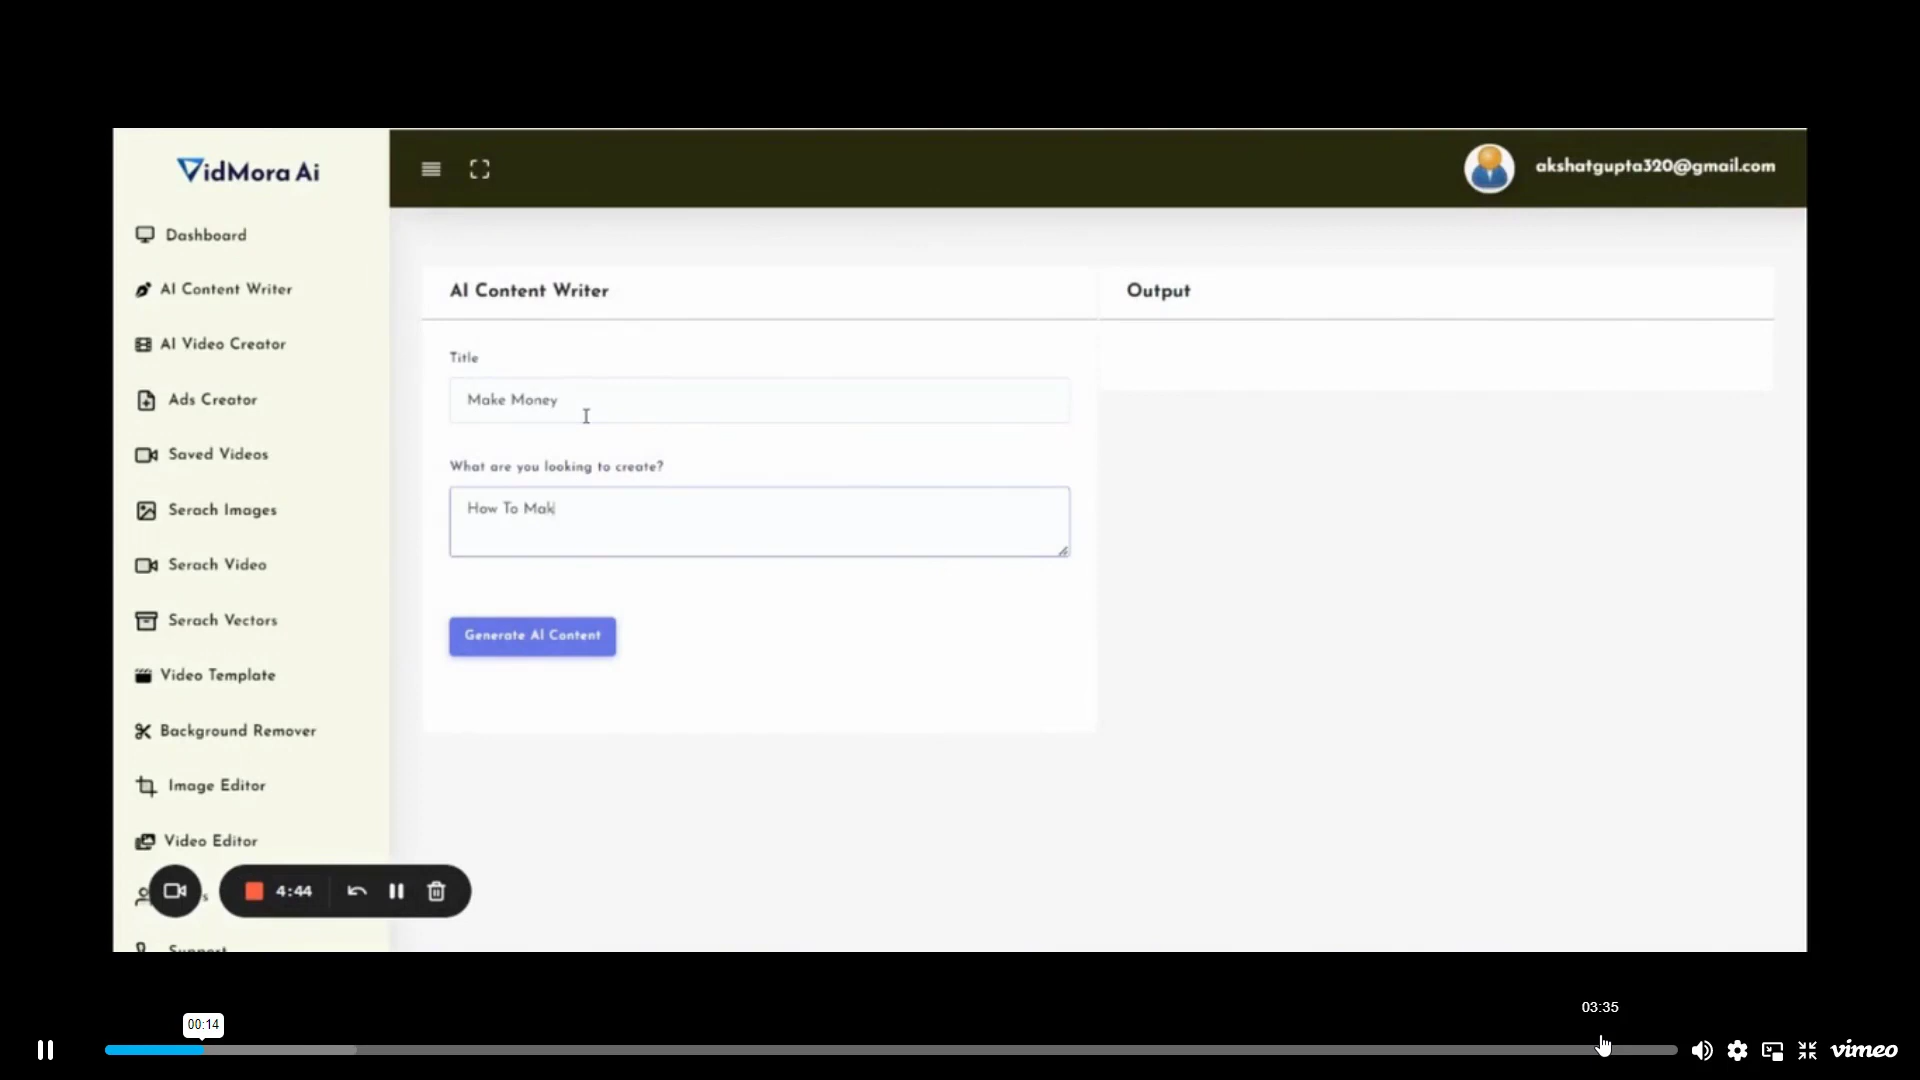 VidMora Ai
akshatgupta320@gmail.com
Dashboard
AI Content Writer
AI Video Creator
Ads Creator
Saved Videos
Serach Images
Serach Video
Serach Vectors
Video Template
Background Remover
Image Editor
Video Editor
s
Support
AI Content Writer
Title
Make Money
What are you looking to create?
How To Mak
Generate AI Content
Output
4:44
00:14
03:35
vimeo